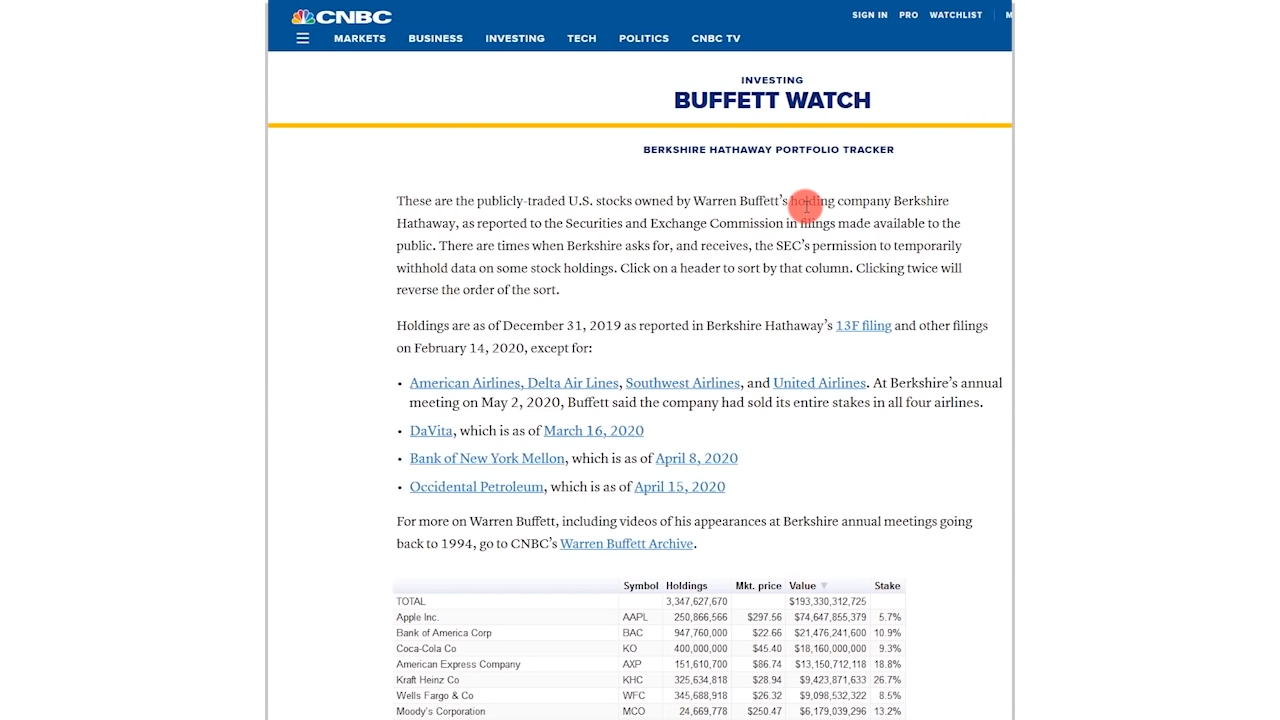 CNBC
SIGN IN PRO WATCHLIST M
MARKETS BUSINESS INVESTING TECH POLITICS CNBC TV
INVESTING
BUFFETT WATCH
BERKSHIRE HATHAWAY PORTFOLIO TRACKER
These are the publicly-traded U.S. stocks owned by Warren Buffett’s holding company Berkshire
Hathaway, as reported to the Securities and Exchange Commission in filings made available to the
public. There are times when Berkshire asks for, and receives, the SEC’s permission to temporarily
withhold data on some stock holdings. Click on a header to sort by that column. Clicking twice will
reverse the order of the sort.
Holdings are as of December 31, 2019 as reported in Berkshire Hathaway’s 13F filing and other filings
on February 14, 2020, except for:
• American Airlines, Delta Air Lines, Southwest Airlines, and United Airlines. At Berkshire’s annual
meeting on May 2, 2020, Buffett said the company had sold its entire stakes in all four airlines.
• DaVita, which is as of March 16, 2020
• Bank of New York Mellon, which is as of April 8, 2020
• Occidental Petroleum, which is as of April 15, 2020
For more on Warren Buffett, including videos of his appearances at Berkshire annual meetings going
back to 1994, go to CNBC’s Warren Buffett Archive.
Symbol Holdings Mkt. price Value Stake
TOTAL 3,347,627,670 $193,330,312,725
Apple Inc. AAPL 250,866,566 $297.56 $74,647,855,379 5.7%
Bank of America Corp BAC 947,760,000 $22.66 $21,476,241,600 10.9%
Coca-Cola Co KO 400,000,000 $45.40 $18,160,000,000 9.3%
American Express Company AXP 151,610,700 $86.74 $13,150,712,118 18.8%
Kraft Heinz Co KHC 325,634,818 $28.94 $9,423,871,633 26.7%
Wells Fargo & Co WFC 345,688,918 $26.32 $9,098,532,322 8.5%
Moody's Corporation MCO 24,669,778 $250.47 $6,179,039,296 13.2%